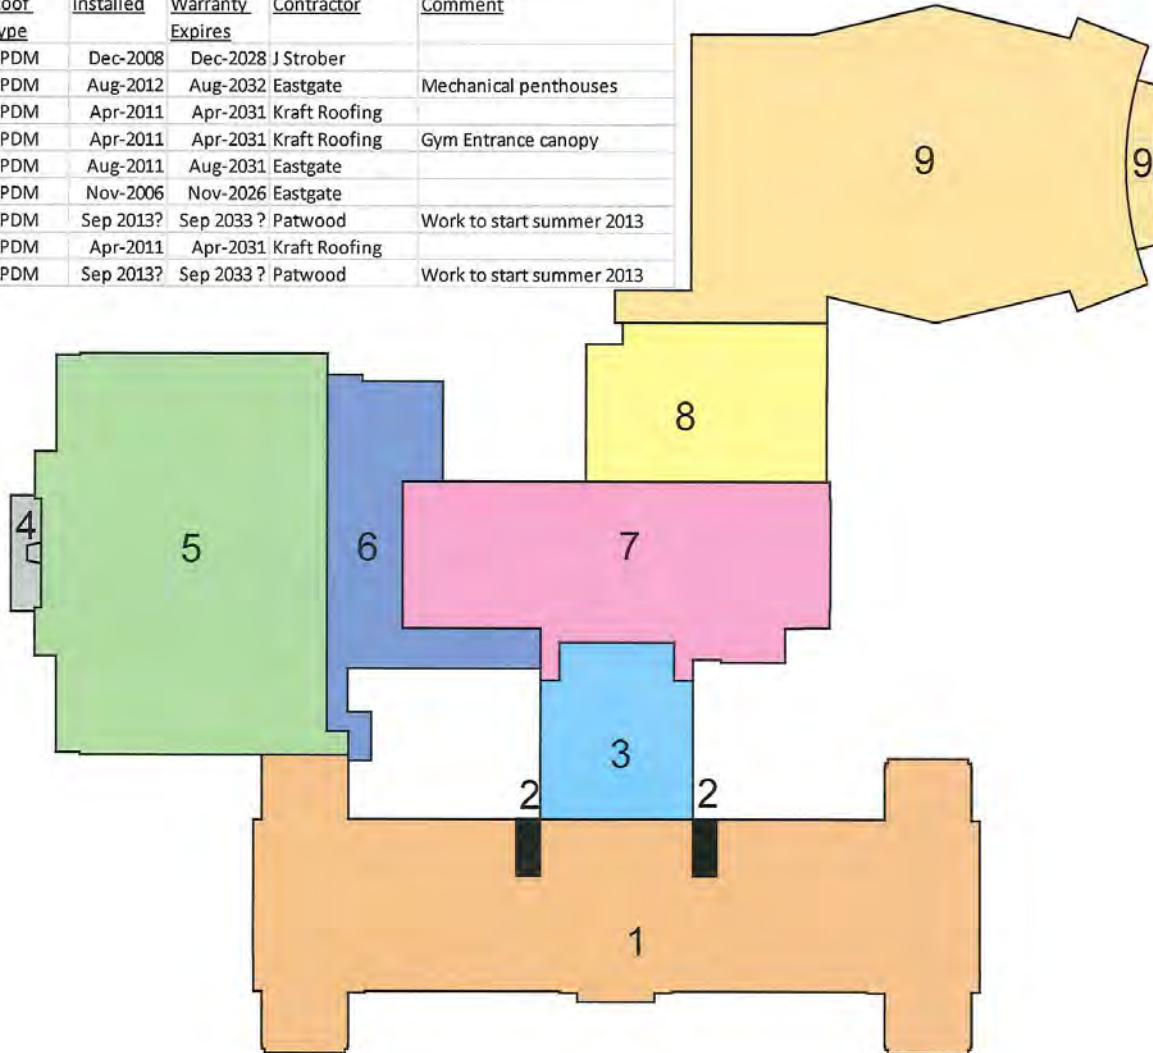 Installed Warranty Contractor Comment
Expires
PDM Dec-2008 Dec-2028 J Strober
PDM Aug-2012 Aug-2032 Eastgate Mechanical penthouses
PDM Apr-2011 Apr-2031 Kraft Roofing
PDM Apr-2011 Apr-2031 Kraft Roofing Gym Entrance canopy
PDM Aug-2011 Aug-2031 Eastgate
PDM Nov-2006 Nov-2026 Eastgate
PDM Sep 2013? Sep 2033 ? Patwood Work to start summer 2013
PDM Apr-2011 Apr-2031 Kraft Roofing
PDM Sep 2013? Sep 2033 ? Patwood Work to start summer 2013
9
9
8
4
5
6
7
3
2
2
1